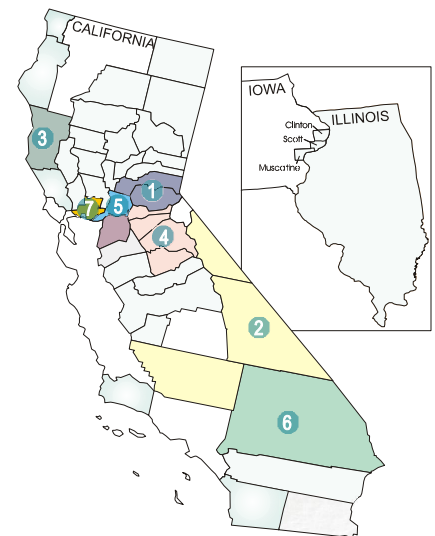 CALIFORNIA
IOWA
ILLINOIS
Clinton
Scott
Muscatine
3
1
7
5
4
2
6